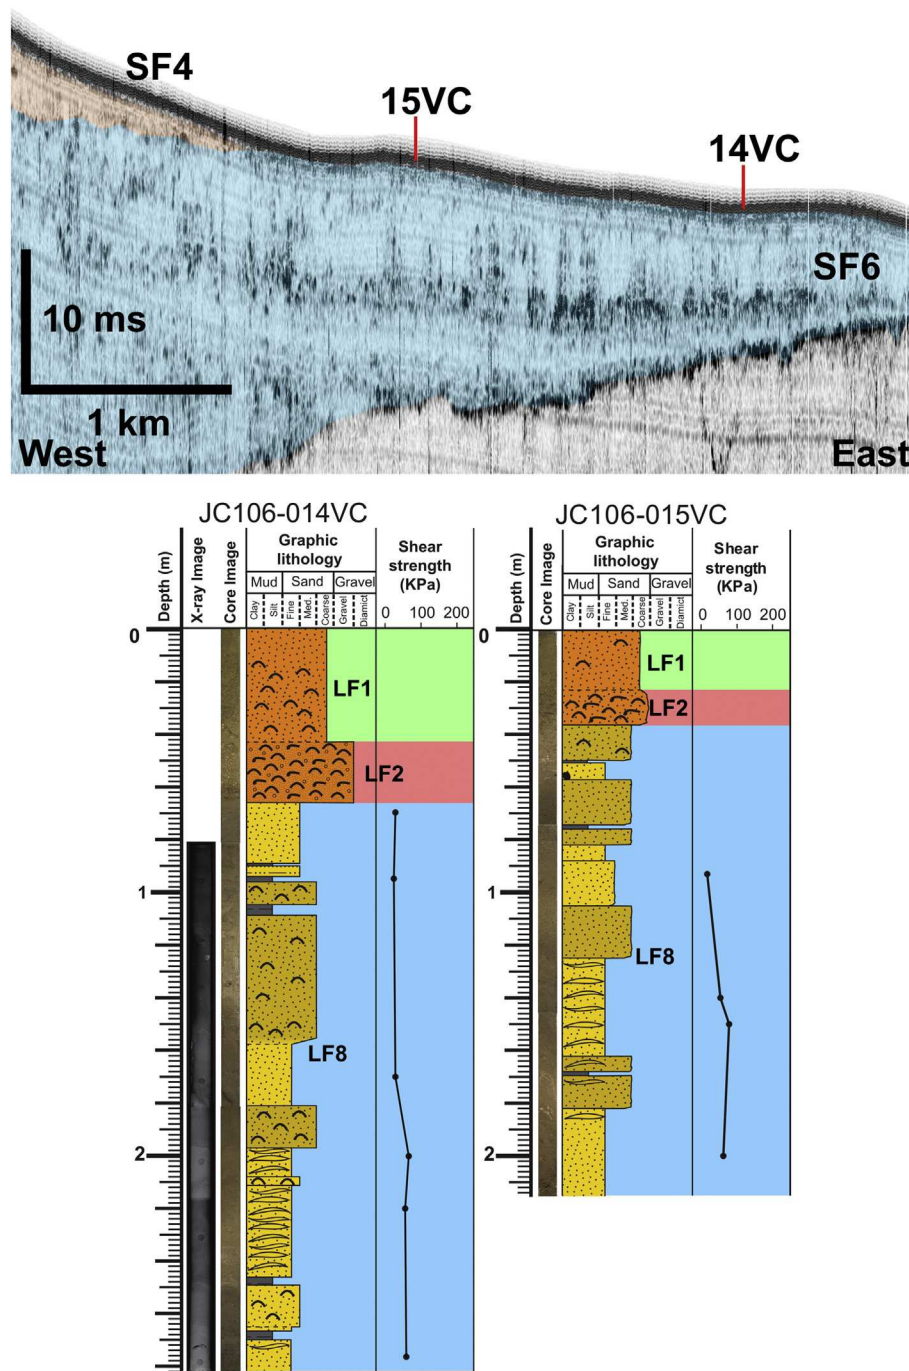 SF4
15VC
14VC
SF6
10 ms
1 km
West
East
JC106-014VC
JC106-015VC
Depth (m)
X-ray Image
Core Image
Graphic lithology
Shear strength (KPa)
Mud
Sand
Gravel
Clay
Silt
Fine
Med.
Coarse
Gravel
Diamict
0 100 200
Depth (m)
Core Image
Graphic lithology
Shear strength (KPa)
Mud
Sand
Gravel
Clay
Silt
Fine
Med.
Coarse
Gravel
Diamict
0 100 200
0
LF1
LF2
1
LF8
2
0
LF1
LF2
1
LF8
2